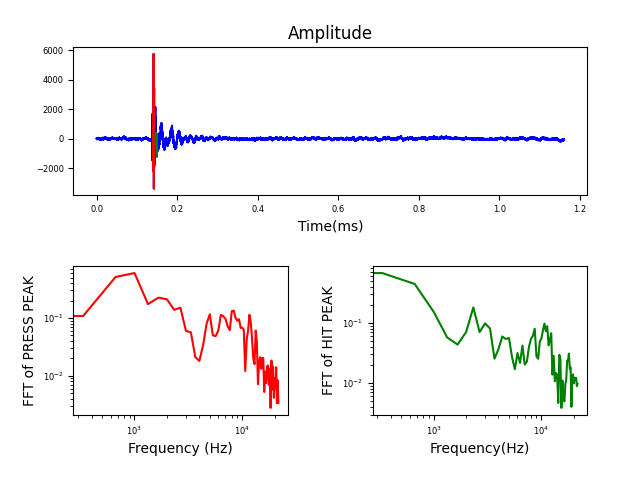 Amplitude
6000
4000
2000
0
−2000
0.0 0.2 0.4 0.6 0.8 1.0 1.2
Time(ms)
FFT of PRESS PEAK
10⁻¹
10⁻²
10³ 10⁴
Frequency (Hz)
FFT of HIT PEAK
10⁻¹
10⁻²
10³ 10⁴
Frequency(Hz)